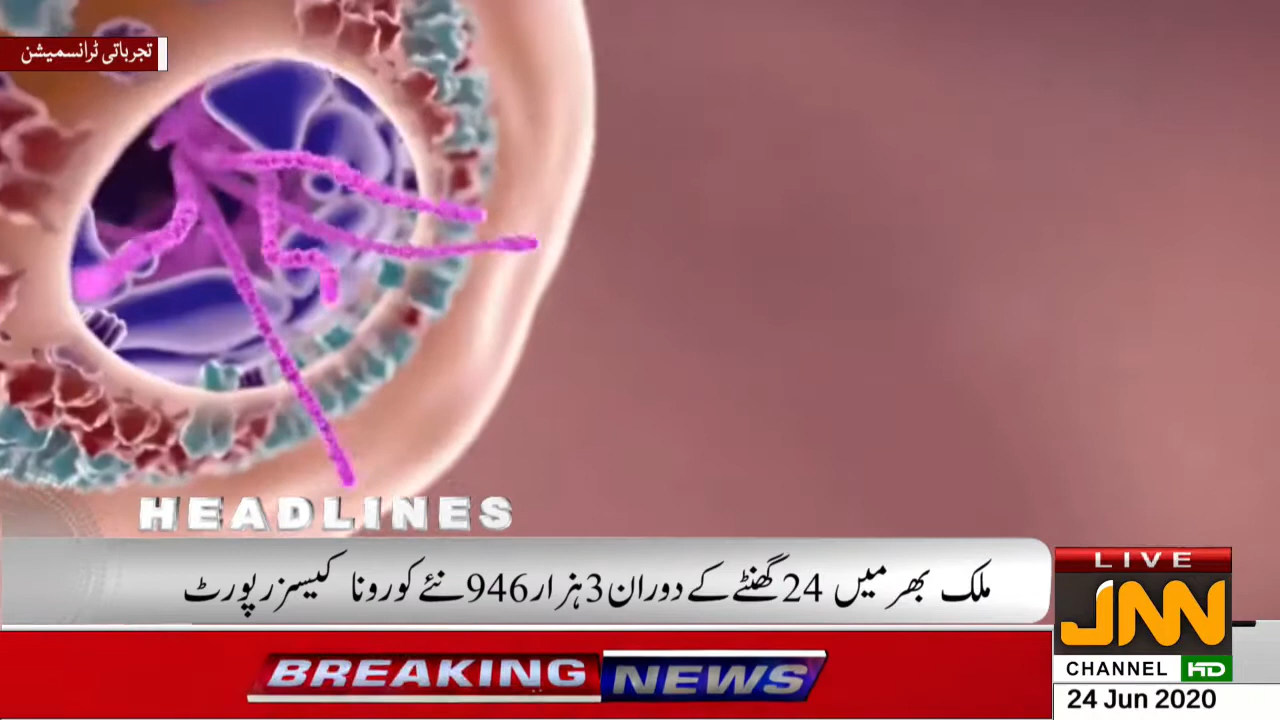 تجرباتی ٹرانسمیشن
HEADLINES
ملک بھر میں 24 گھنٹے کے دوران 3 ہزار 946 نئے کورونا کیسز رپورٹ
BREAKING NEWS
LIVE
JNN
CHANNEL HD
24 Jun 2020